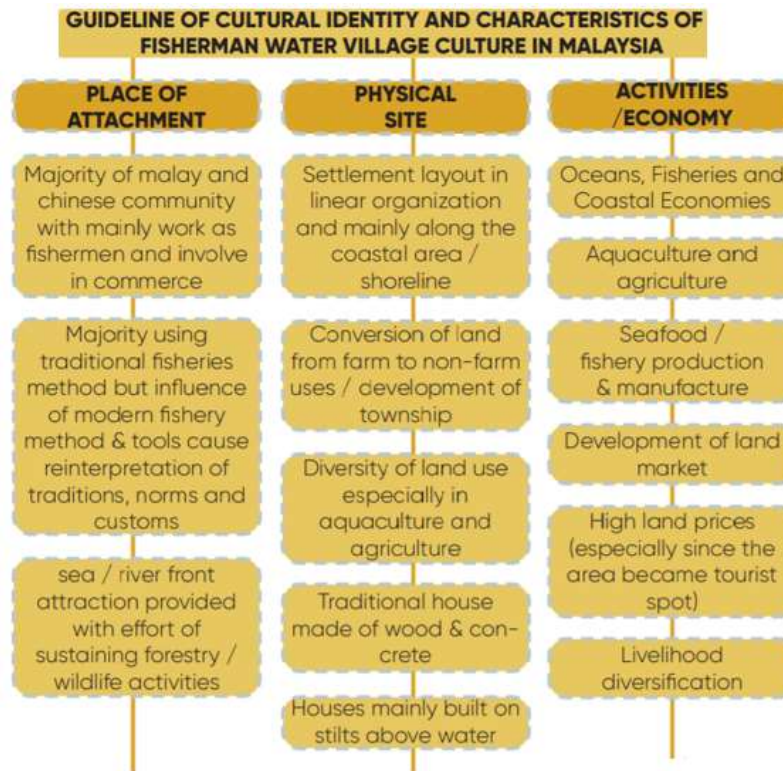 GUIDELINE OF CULTURAL IDENTITY AND CHARACTERISTICS OF
FISHERMAN WATER VILLAGE CULTURE IN MALAYSIA
PLACE OF
ATTACHMENT
Majority of malay and
chinese community
with mainly work as
fishermen and involve
in commerce
Majority using
traditional fisheries
method but influence
of modern fishery
method & tools cause
reinterpretation of
traditions, norms and
customs
sea / river front
attraction provided
with effort of
sustaining forestry /
wildlife activities
PHYSICAL
SITE
Settlement layout in
linear organization
and mainly along the
coastal area /
shoreline
Conversion of land
from farm to non-farm
uses / development of
township
Diversity of land use
especially in
aquaculture and
agriculture
Traditional house
made of wood & con-
crete
Houses mainly built on
stilts above water
ACTIVITIES
/ECONOMY
Oceans, Fisheries and
Coastal Economies
Aquaculture and
agriculture
Seafood /
fishery production
& manufacture
Development of land
market
High land prices
(especially since the
area became tourist
spot)
Livelihood
diversification